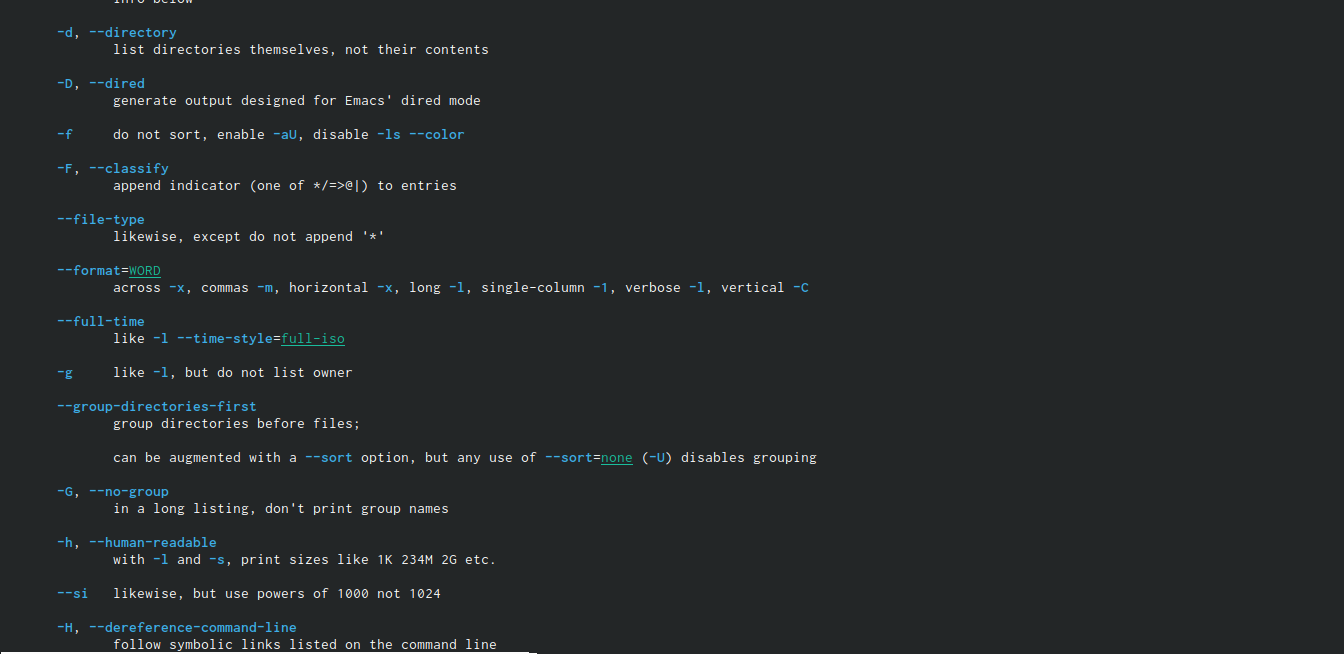 info below
-d, --directory
list directories themselves, not their contents
-D, --dired
generate output designed for Emacs' dired mode
-f do not sort, enable -aU, disable -ls --color
-F, --classify
append indicator (one of */=>@|) to entries
--file-type
likewise, except do not append '*'
--format=WORD
across -x, commas -m, horizontal -x, long -l, single-column -1, verbose -l, vertical -C
--full-time
like -l --time-style=full-iso
-g like -l, but do not list owner
--group-directories-first
group directories before files;
can be augmented with a --sort option, but any use of --sort=none (-U) disables grouping
-G, --no-group
in a long listing, don't print group names
-h, --human-readable
with -l and -s, print sizes like 1K 234M 2G etc.
--si likewise, but use powers of 1000 not 1024
-H, --dereference-command-line
follow symbolic links listed on the command line